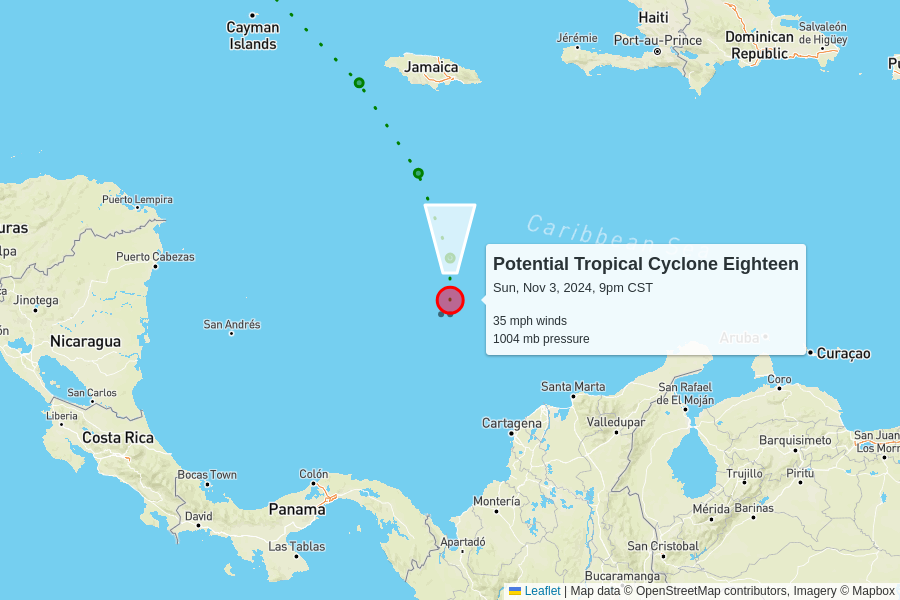 Cayman
Islands
Haiti
Jérémie
Port-au-Prince
Dominican
Republic
Salvaleón
de Higüey
Jamaica
Puerto Lempira
Puerto Cabezas
Jinotega
Nicaragua
San Andrés
San Carlos
Liberia
Costa Rica
Bocas Town
David
Colón
Panama
Las Tablas
Caribbean
Potential Tropical Cyclone Eighteen
Sun, Nov 3, 2024, 9pm CST
35 mph winds
1004 mb pressure
Aruba
Curaçao
Santa Marta
San Rafael
de El Moján
Coro
Cartagena
Valledupar
Barquisimeto
San Juan
Los Morr
Trujillo
Piritu
Montería
Mérida
Barinas
Apartadó
San Cristobal
Bucaramanga
Leaflet | Map data © OpenStreetMap contributors, Imagery © Mapbox